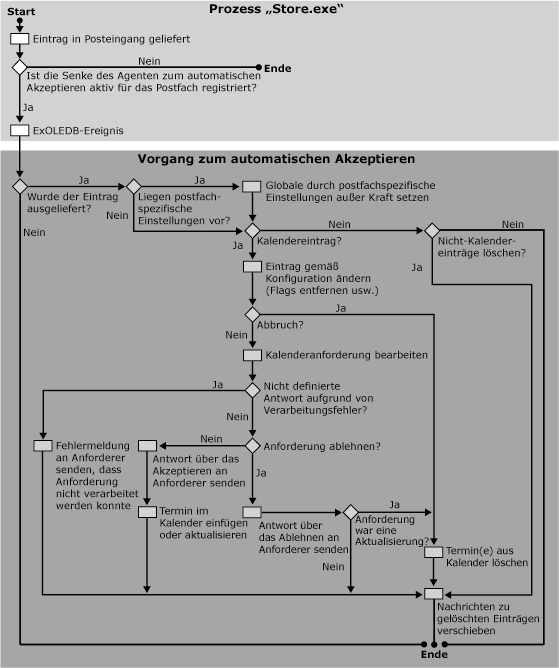 Prozess „Store.exe“
Start
Eintrag in Posteingang geliefert
Nein
Ende
Ist die Senke des Agenten zum automatischen
Akzeptieren aktiv für das Postfach registriert?
Ja
ExOLEDB-Ereignis
Vorgang zum automatischen Akzeptieren
Ja
Ja
Wurde der Eintrag
ausgeliefert?
Nein
Liegen postfach-
spezifische
Einstellungen vor?
Nein
Globale durch postfachspezifische
Einstellungen außer Kraft setzen
Nein
Nein
Ja
Kalendereintrag?
Nicht-Kalender-
einträge löschen?
Ja
Eintrag gemäß
Konfiguration ändern
(Flags entfernen usw.)
Ja
Abbruch?
Nein
Kalenderanforderung bearbeiten
Ja
Nicht definierte
Antwort aufgrund von
Verarbeitungsfehler?
Nein
Nein
Anforderung ablehnen?
Fehlermeldung
an Anforderer
senden, dass
Anforderung
nicht verarbeitet
werden konnte
Antwort über das
Akzeptieren an
Anforderer senden
Ja
Termin im
Kalender einfügen
oder aktualisieren
Antwort über
das Ablehnen an
Anforderer senden
Ja
Anforderung
war eine
Aktualisierung?
Nein
Termin(e) aus
Kalender löschen
Nachrichten zu
gelöschten Einträgen
verschieben
Ende